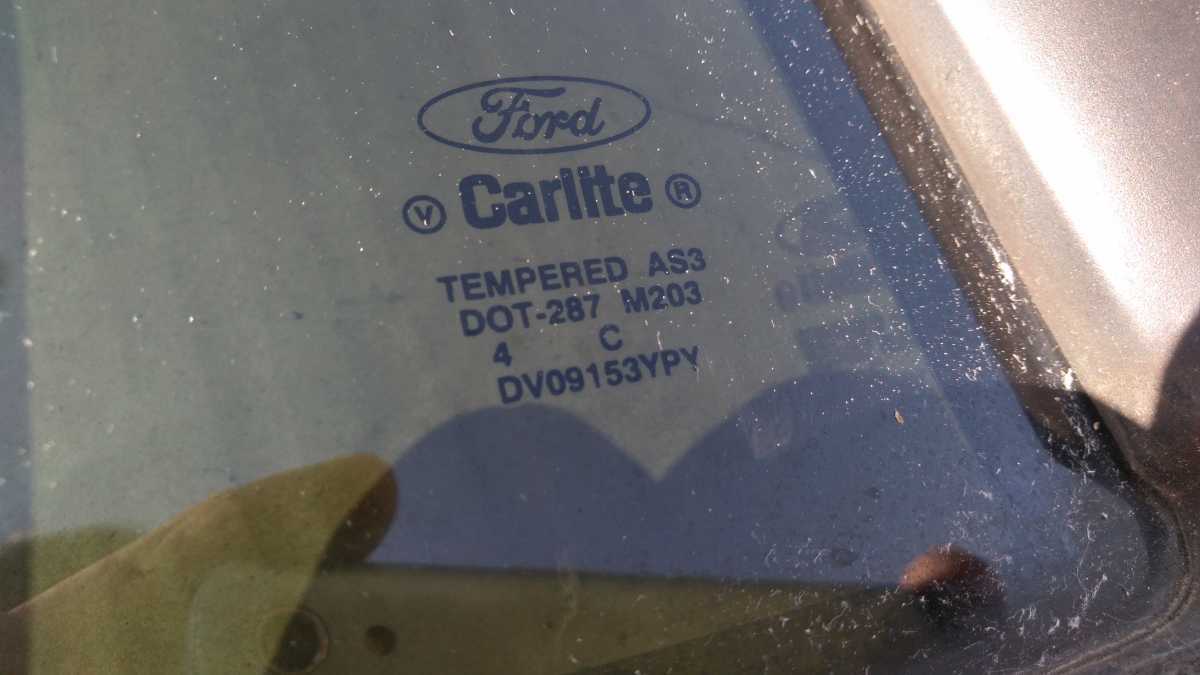 Ford
V Carlite ®
TEMPERED AS3
DOT-287 M203
4 C
DV09153YPY